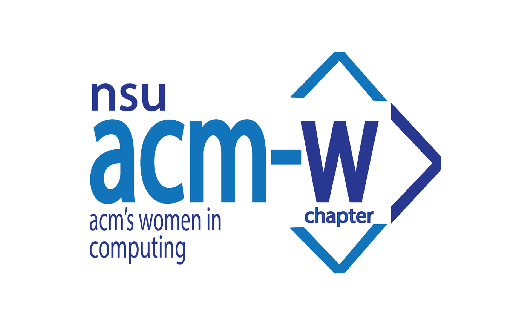 nsu
acm-w
chapter
acm's women in
computing